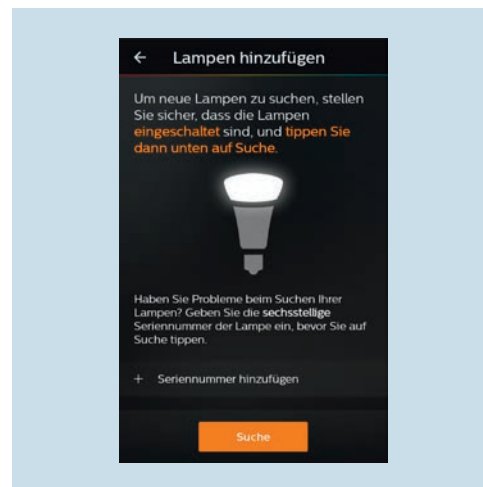 ← Lampen hinzufügen
Um neue Lampen zu suchen, stellen
Sie sicher, dass die Lampen
eingeschaltet sind, und tippen Sie
dann unten auf Suche.
Haben Sie Probleme beim Suchen Ihrer
Lampen? Geben Sie die sechsstellige
Seriennummer der Lampe ein, bevor Sie auf
Suche tippen.
+ Seriennummer hinzufügen
Suche